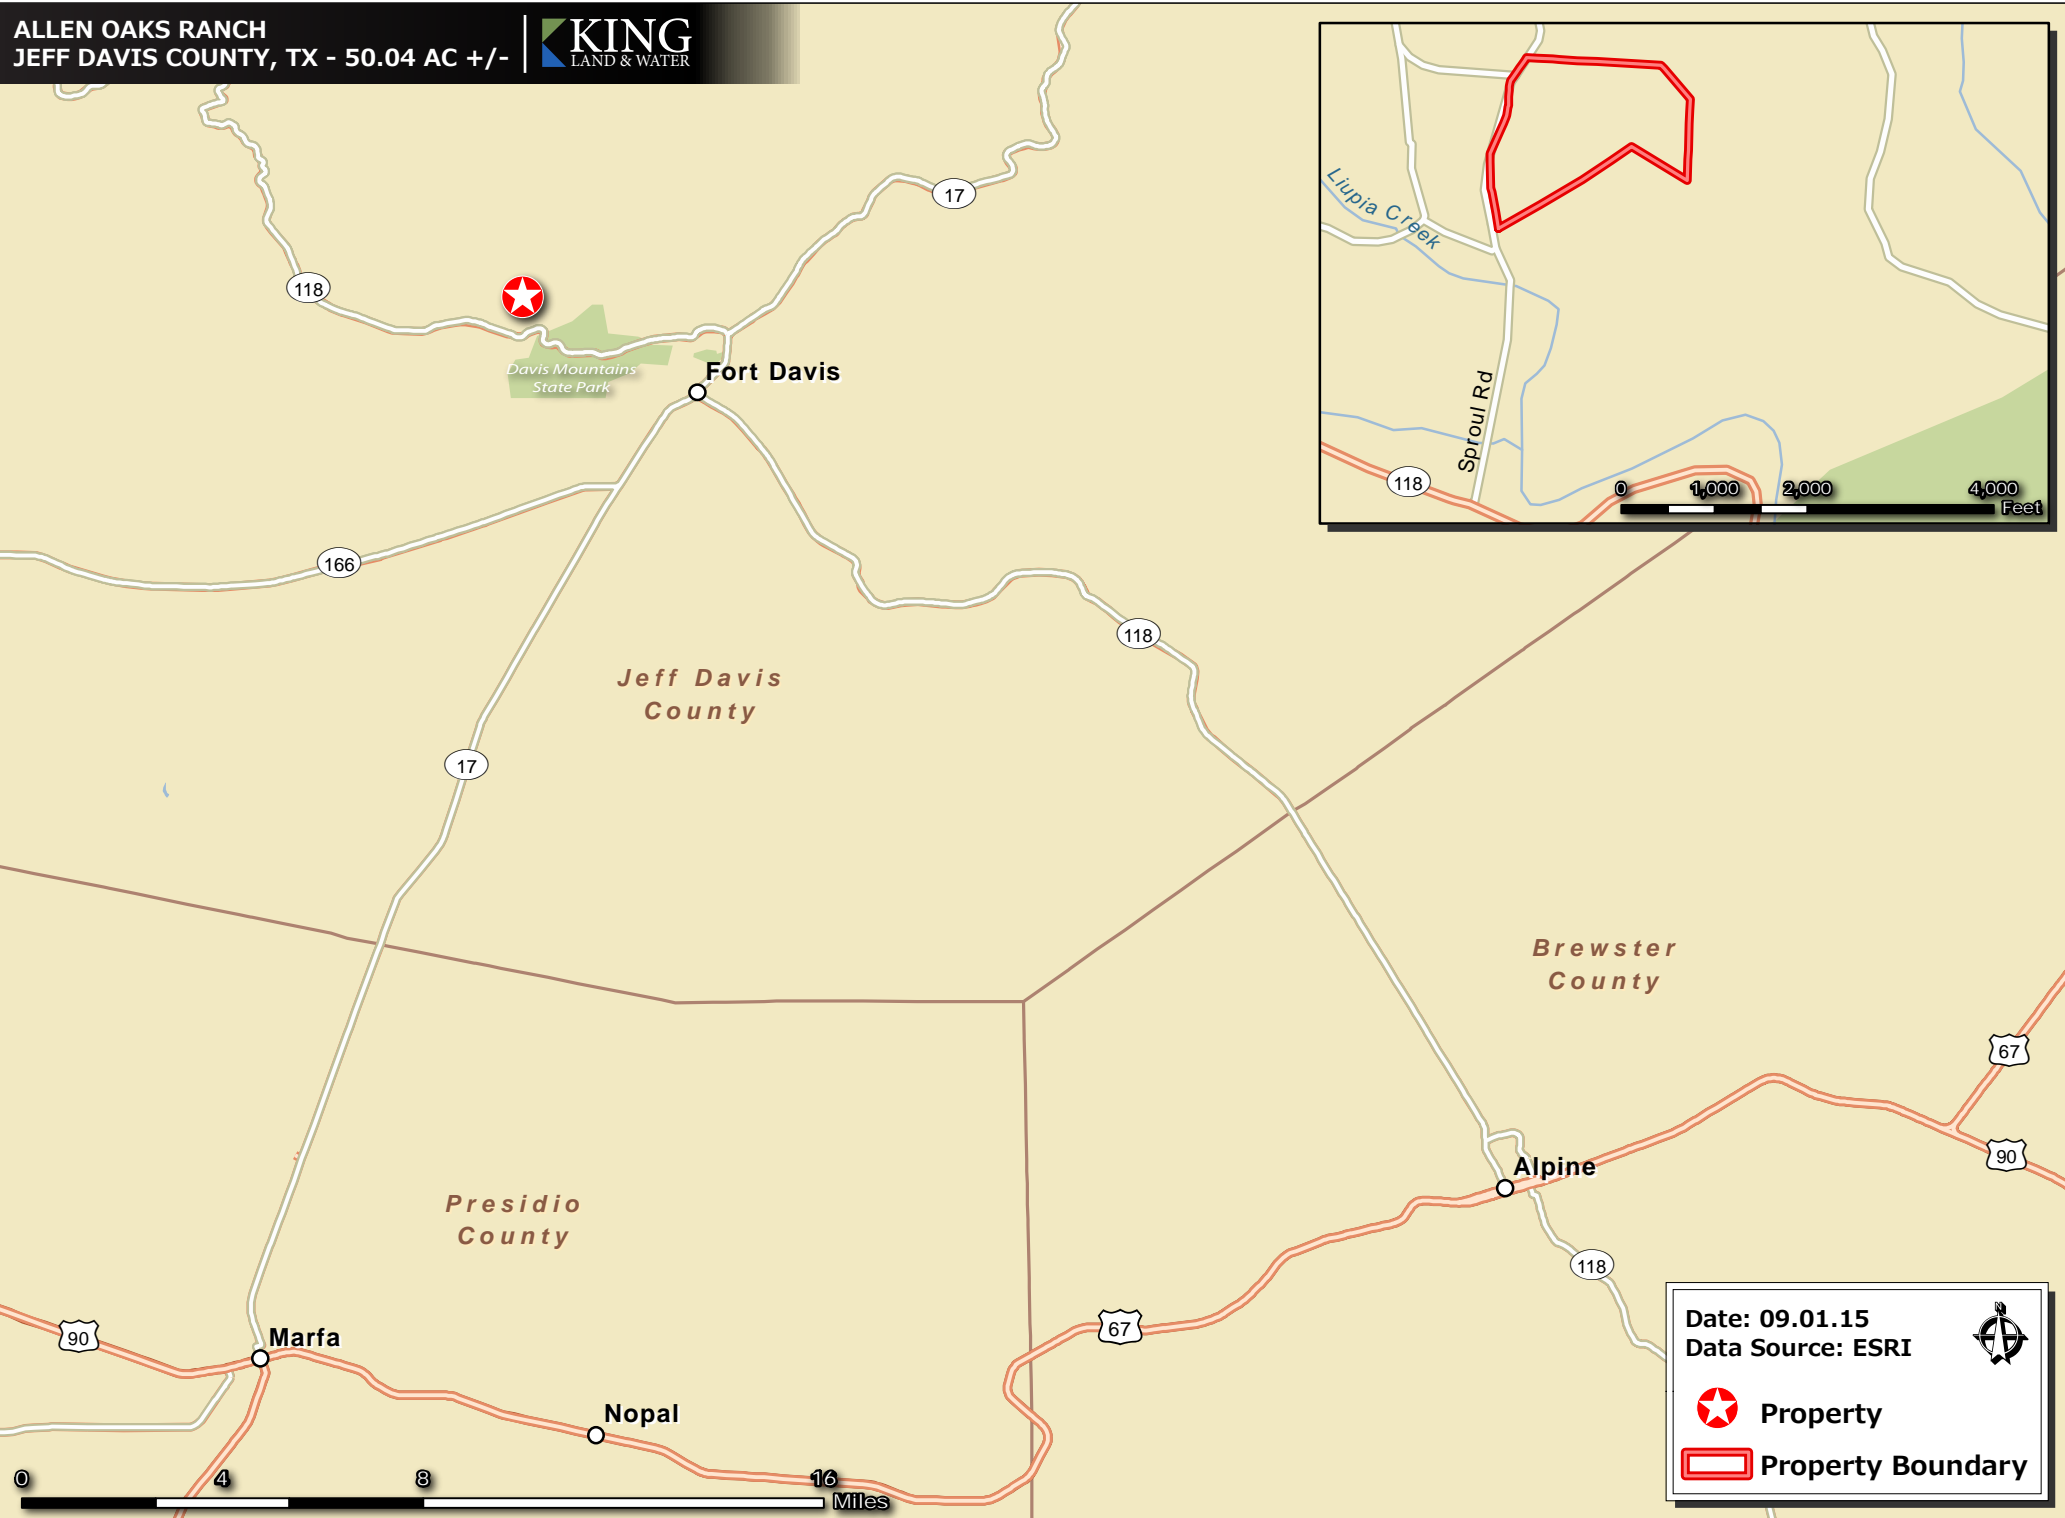 ALLEN OAKS RANCH
JEFF DAVIS COUNTY, TX - 50.04 AC +/-
KING
LAND & WATER
17
118
Davis Mountains
State Park
Fort Davis
166
118
Jeff Davis
County
17
Brewster
County
67
90
Alpine
Presidio
County
118
90
Marfa
67
Nopal
0 4 8 16
Miles
Liupia Creek
Sproul Rd
118
0 1,000 2,000 4,000
Feet
Date: 09.01.15
Data Source: ESRI
N
Property
Property Boundary